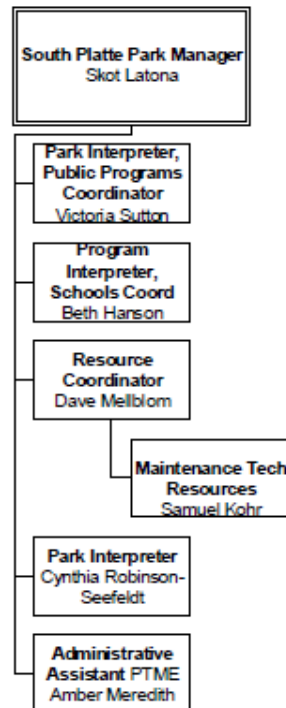 South Platte Park Manager
Skot Latona
Park Interpreter,
Public Programs
Coordinator
Victoria Sutton
Program
Interpreter,
Schools Coord
Beth Hanson
Resource
Coordinator
Dave Mellblom
Maintenance Tech
Resources
Samuel Kohr
Park Interpreter
Cynthia Robinson-
Seefeldt
Administrative
Assistant PTME
Amber Meredith